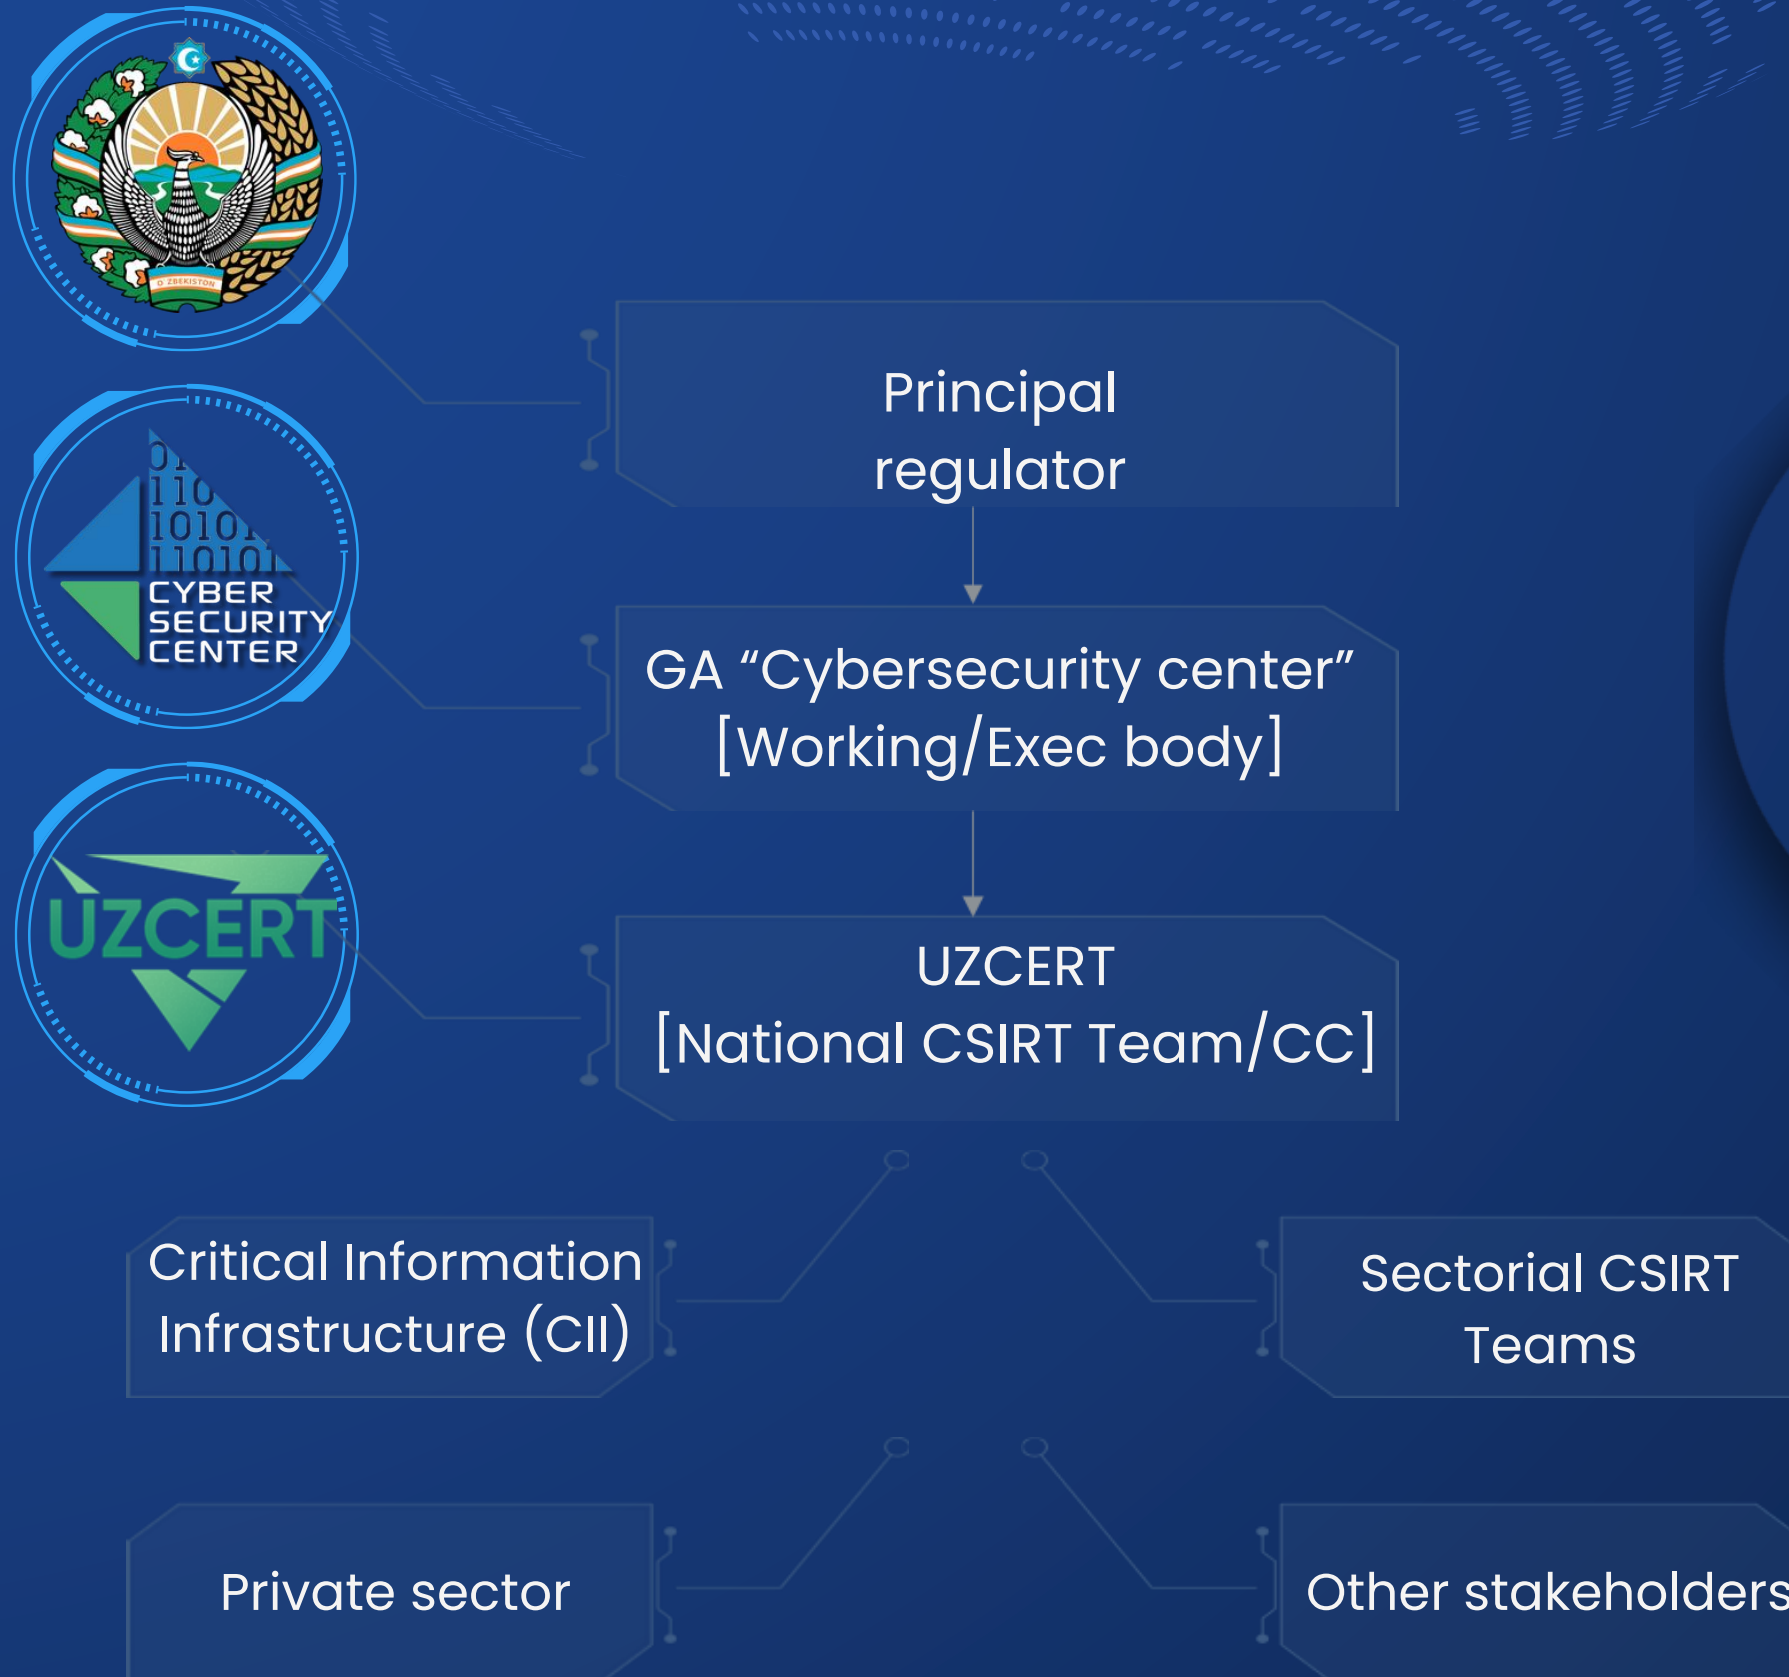 O'ZBEKISTON
Principal
regulator
CYBER
SECURITY
CENTER
GA “Cybersecurity center”
[Working/Exec body]
UZCERT
UZCERT
[National CSIRT Team/CC]
Critical Information
Infrastructure (CII)
Sectorial CSIRT
Teams
Private sector
Other stakeholders